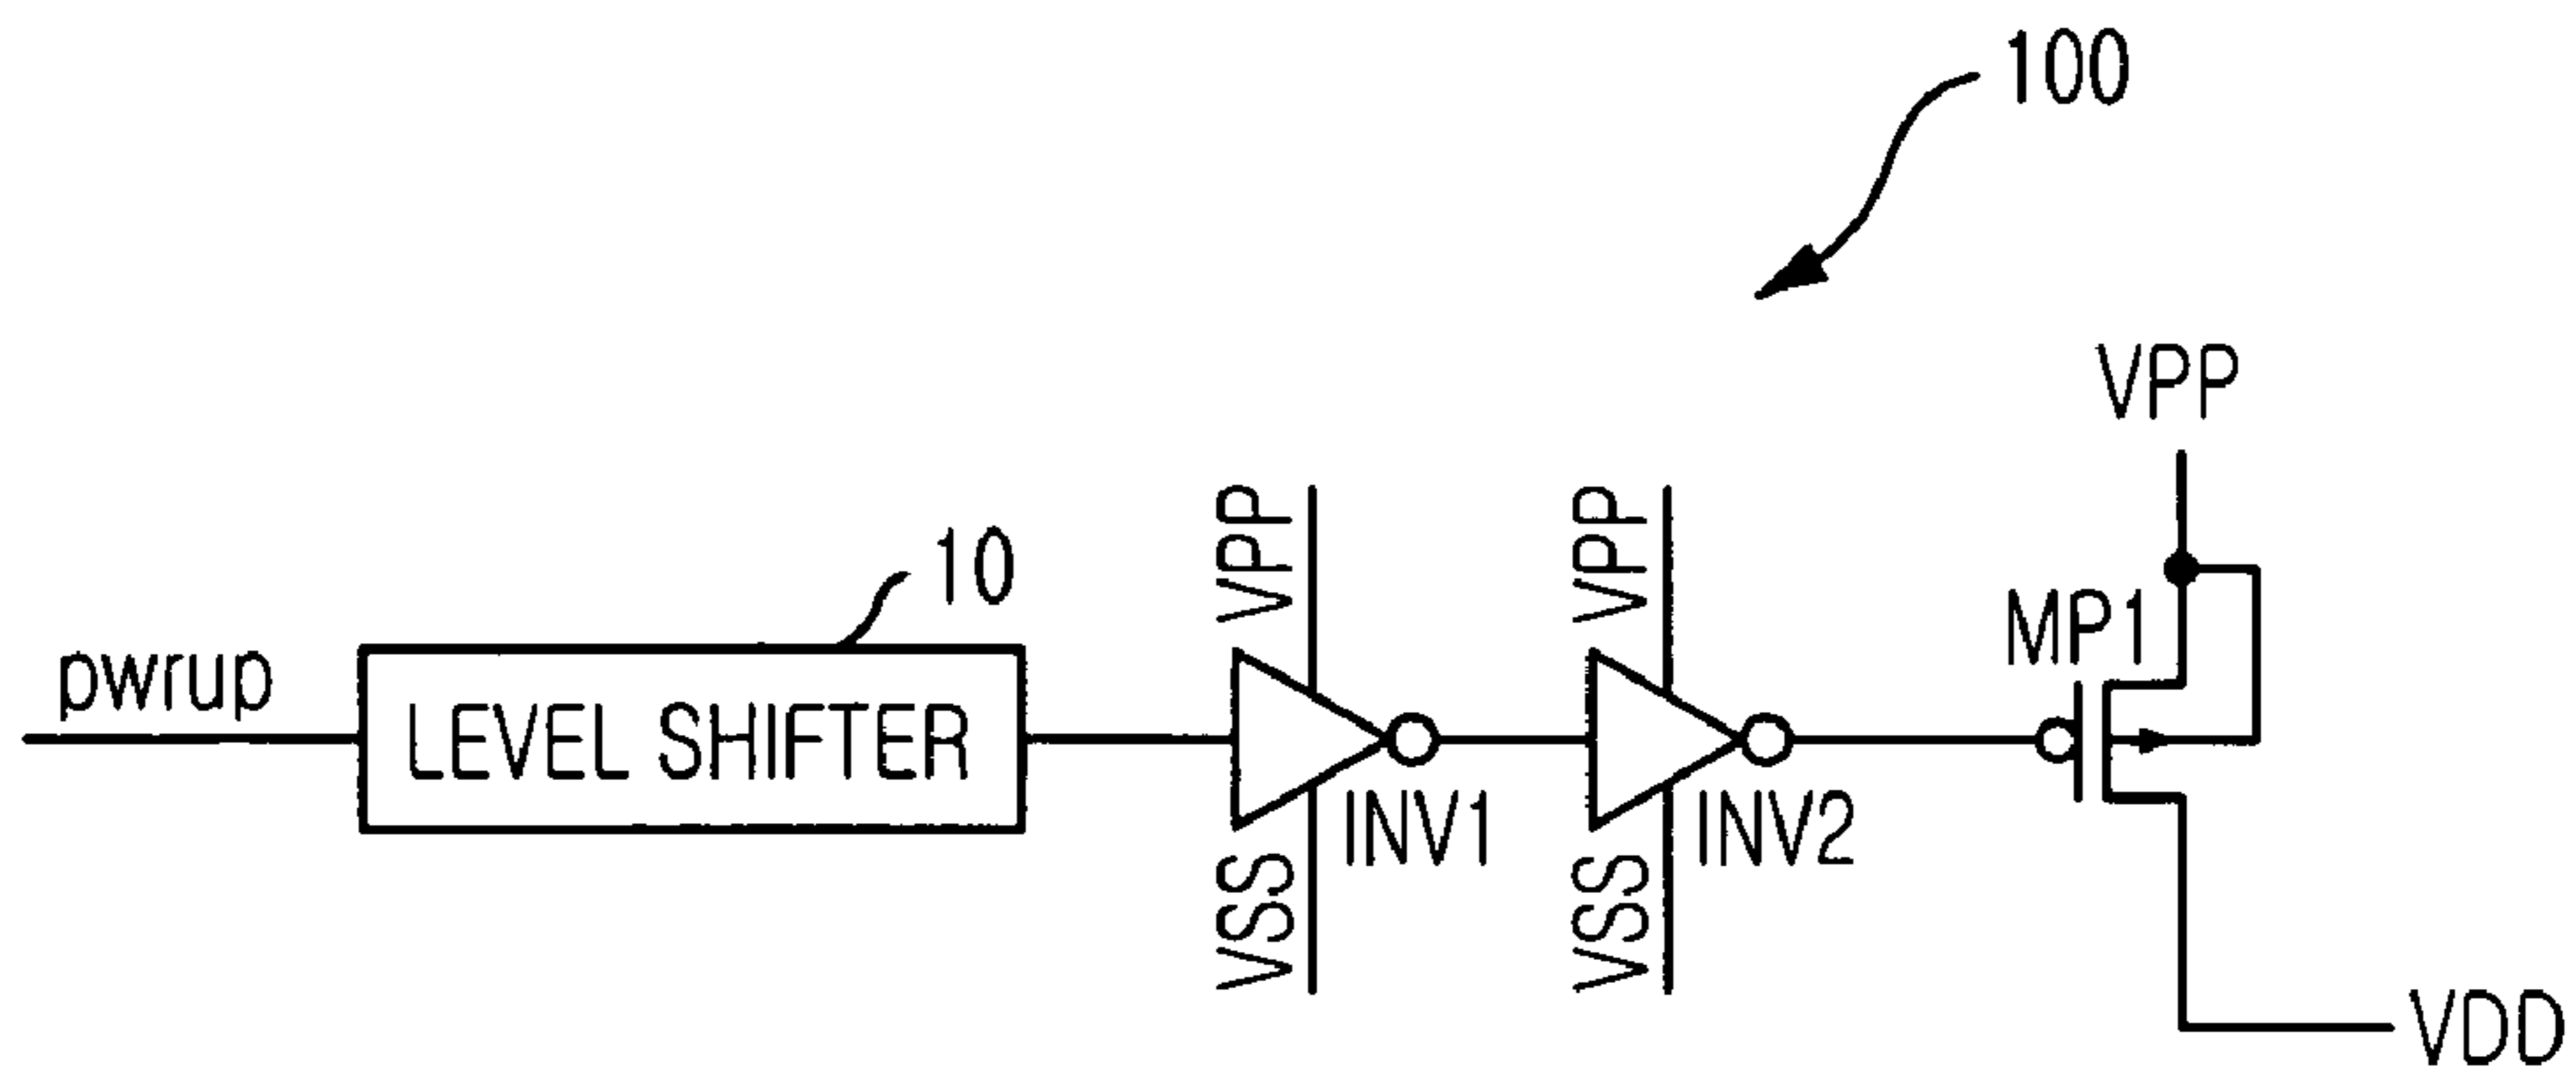 100
VPP
VPP
VPP
10
MP1
pwrup
LEVEL SHIFTER
INV1
INV2
VSS
VSS
VDD